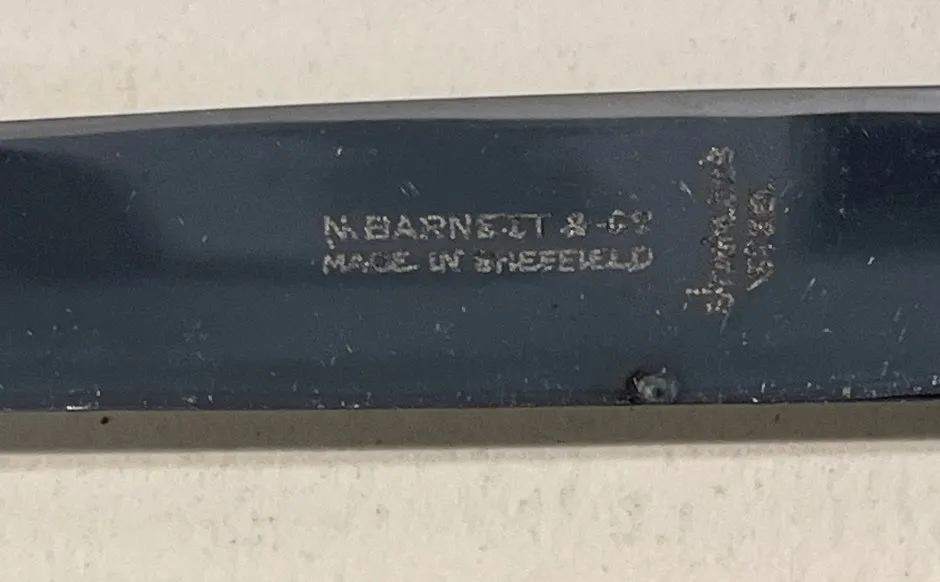 M. BARNETT & CO
MADE IN SHEFFIELD
Stainless
STEEL